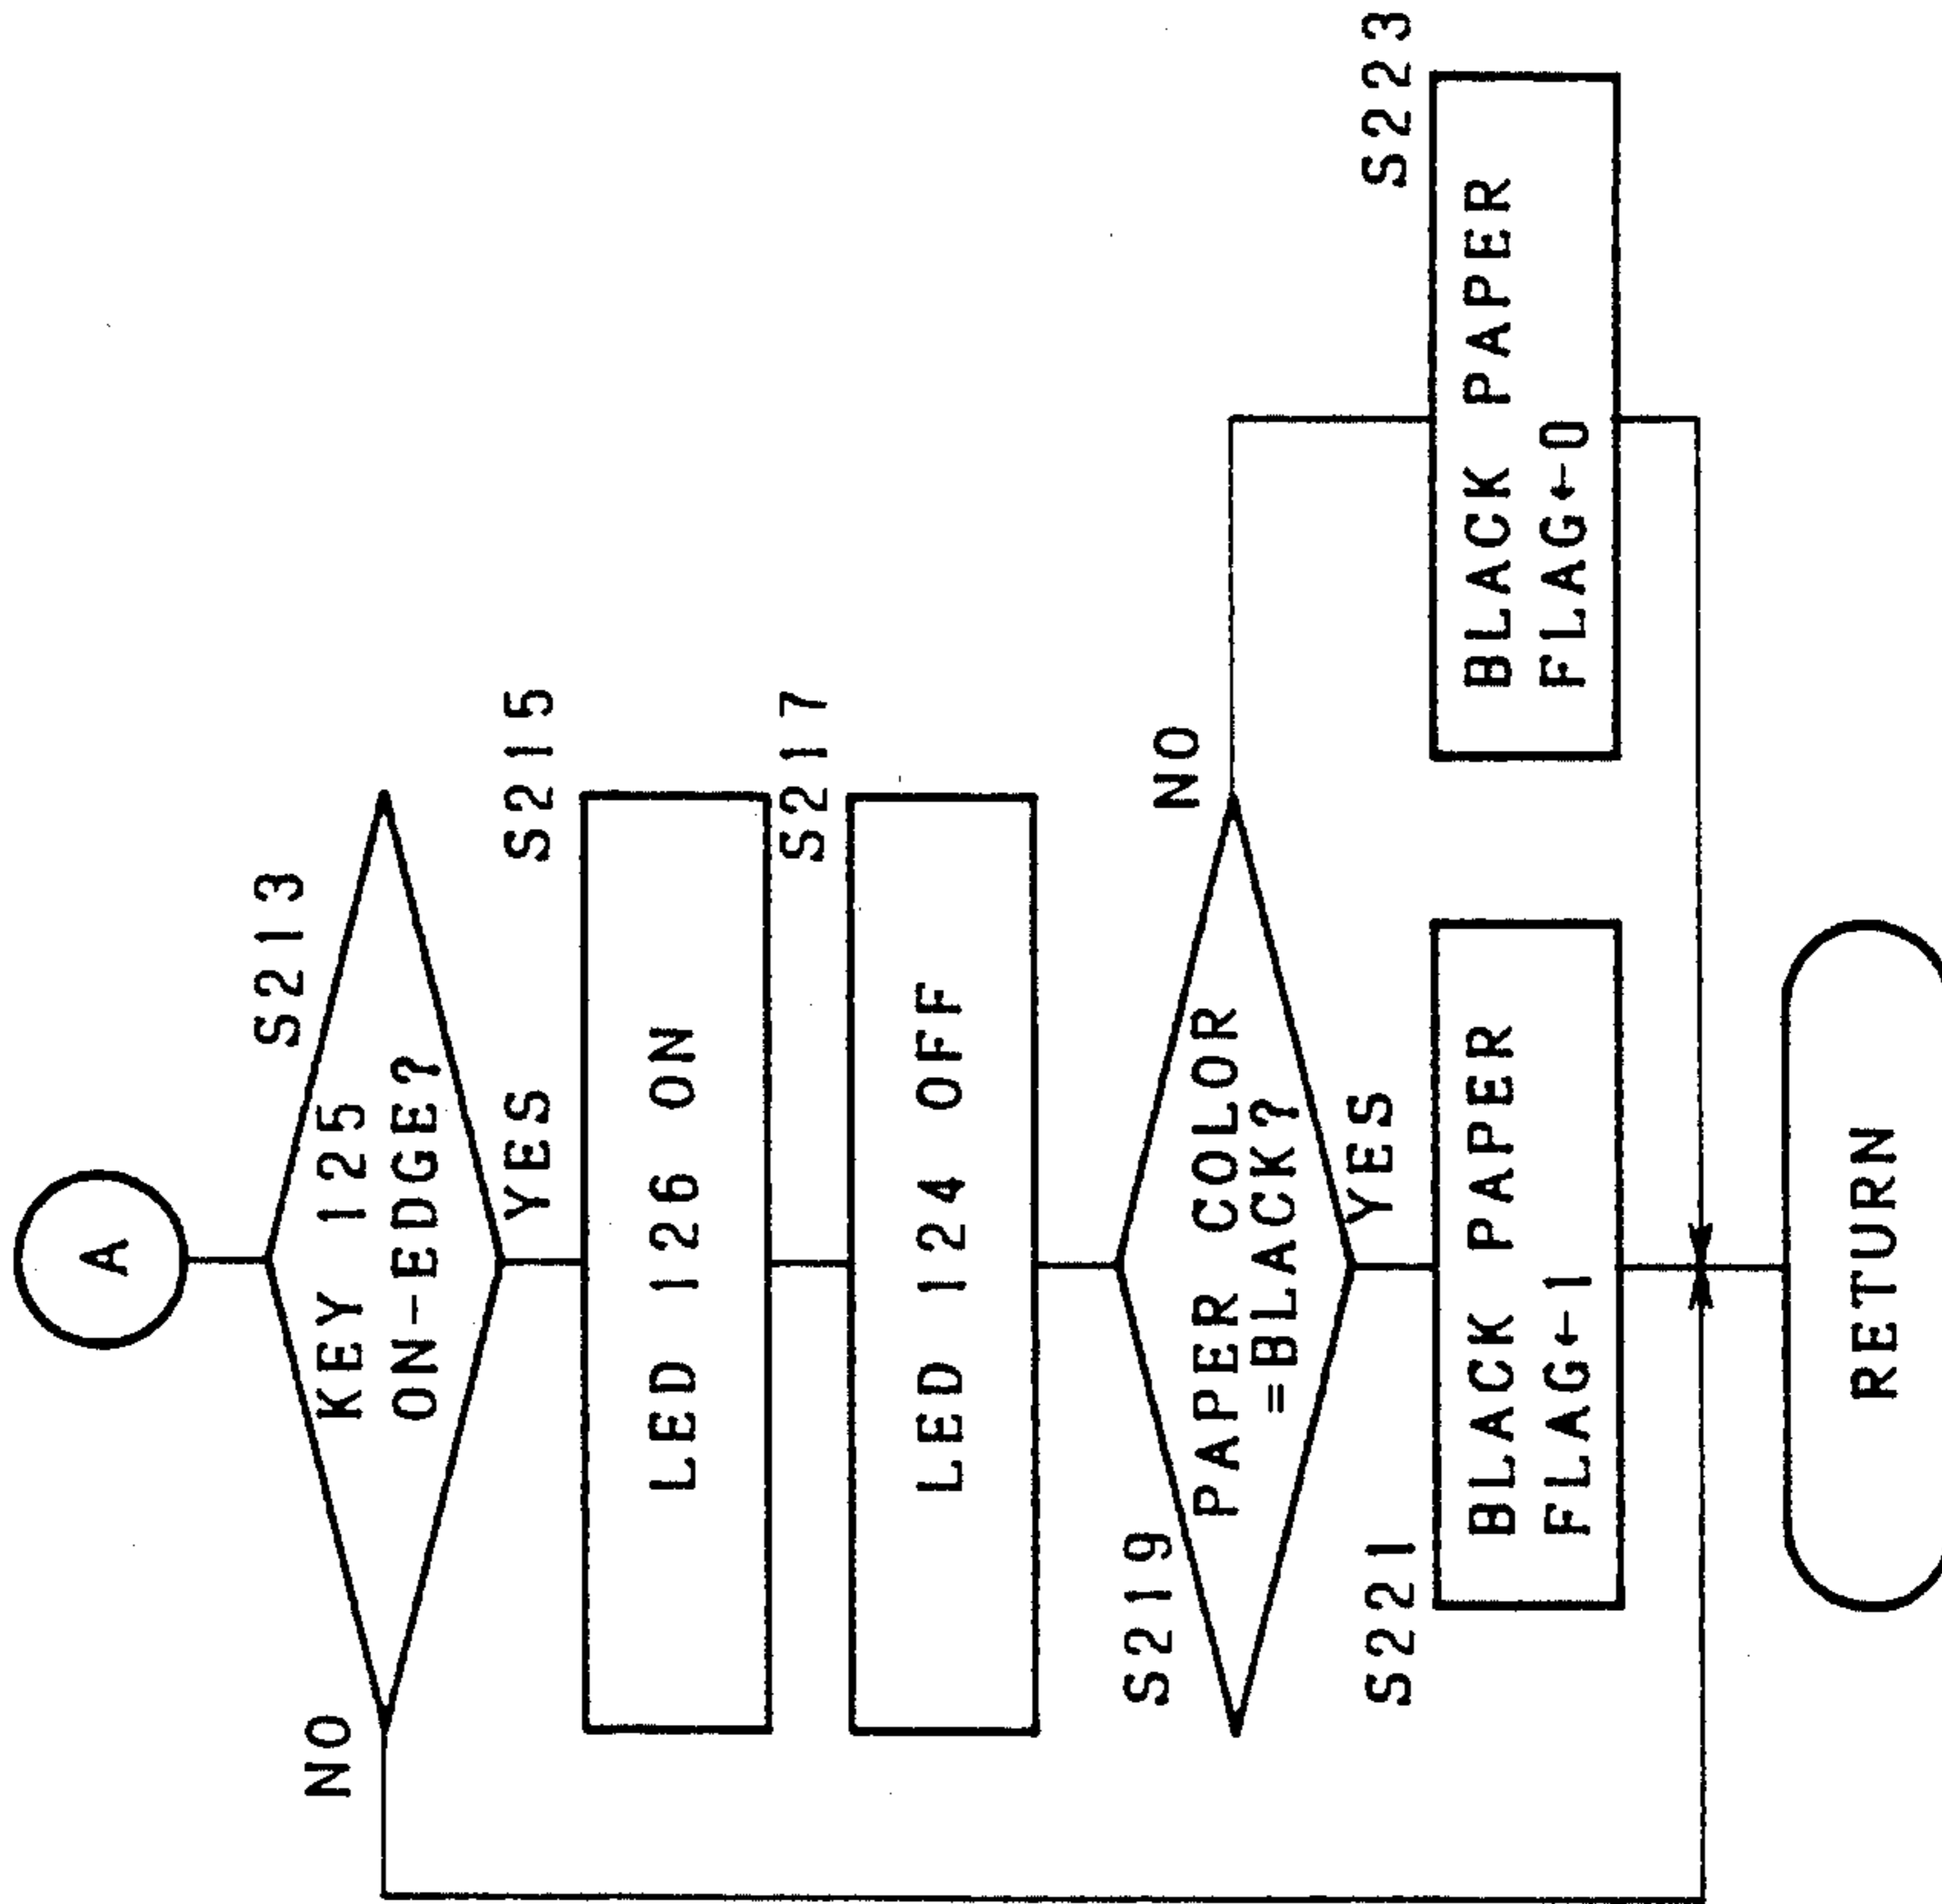 A
S213
KEY 125
ON-EDGE?
NO
YES
S215
LED 126 ON
S217
LED 124 OFF
S219
PAPER COLOR
=BLACK?
NO
YES
S221
BLACK PAPER
FLAG←1
S223
BLACK PAPER
FLAG←0
RETURN